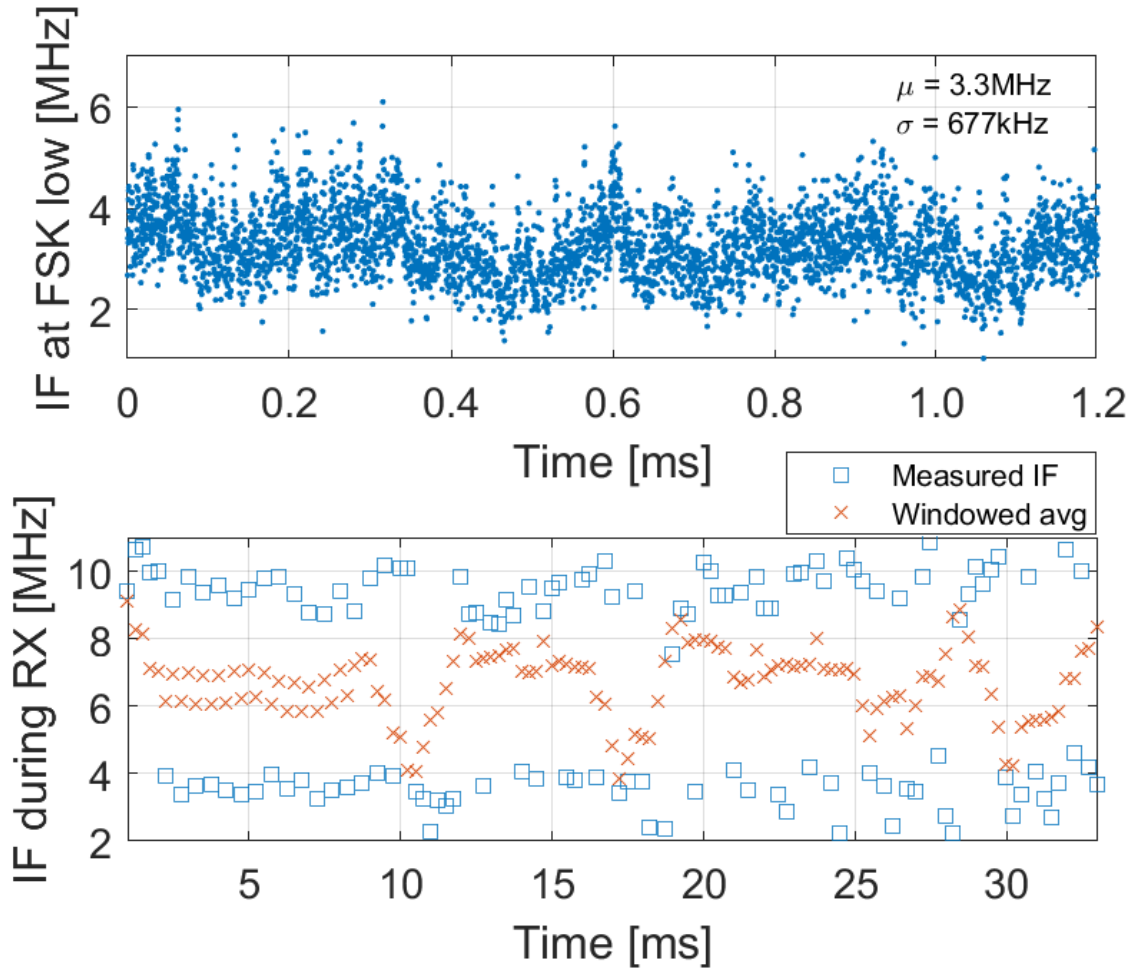 IF at FSK low [MHz]
6
4
2
μ = 3.3MHz
σ = 677kHz
0 0.2 0.4 0.6 0.8 1.0 1.2
Time [ms]
Measured IF
Windowed avg
IF during RX [MHz]
10
8
6
4
2
5 10 15 20 25 30
Time [ms]